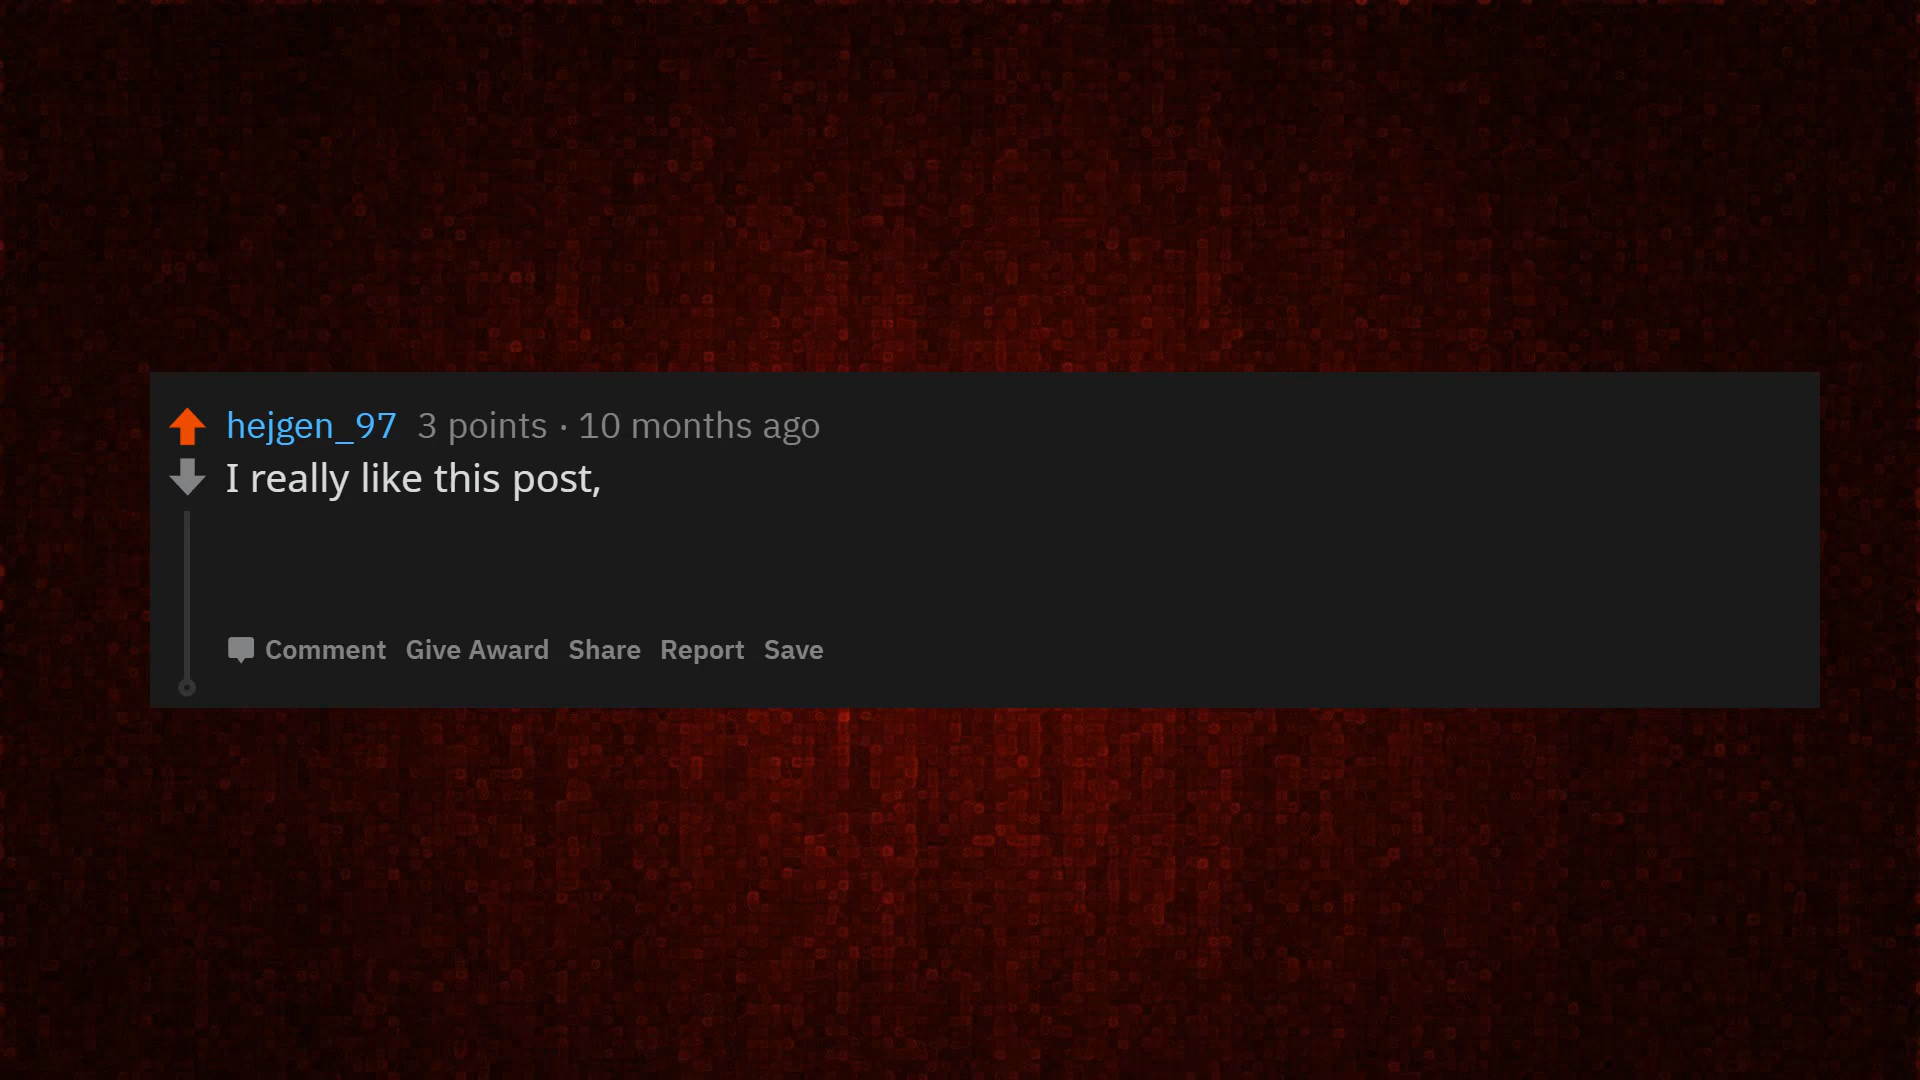 hejgen_97 3 points · 10 months ago
I really like this post,
Comment Give Award Share Report Save